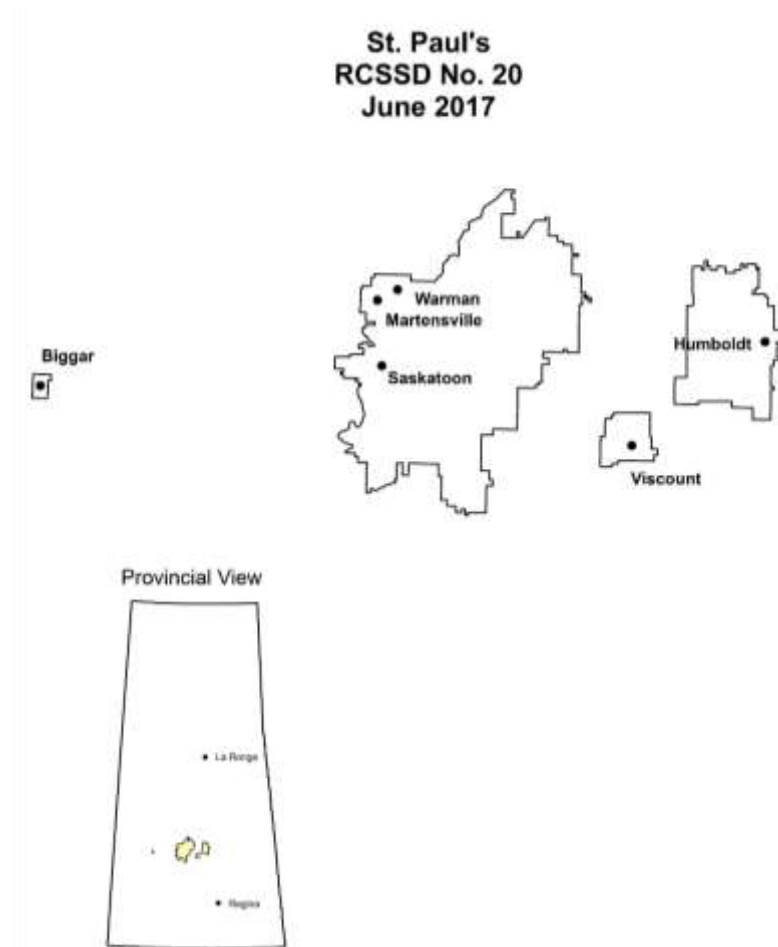 St. Paul's
RCSSD No. 20
June 2017
Warman
Martensville
Humboldt
Biggar
Saskatoon
Viscount
Provincial View
La Ronge
Regina